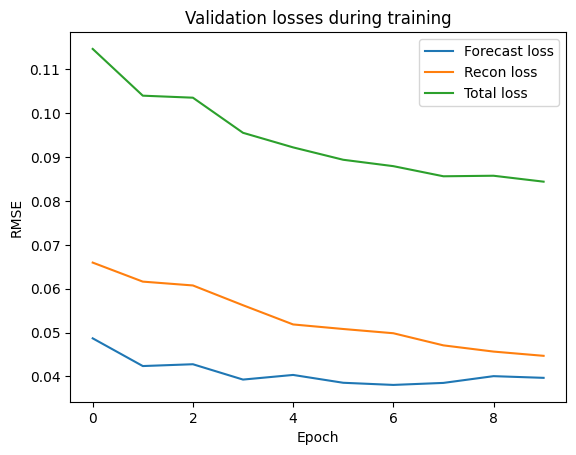 Validation losses during training
Forecast loss
Recon loss
Total loss
0.11
0.10
0.09
0.08
0.07
0.06
0.05
0.04
RMSE
0 2 4 6 8
Epoch